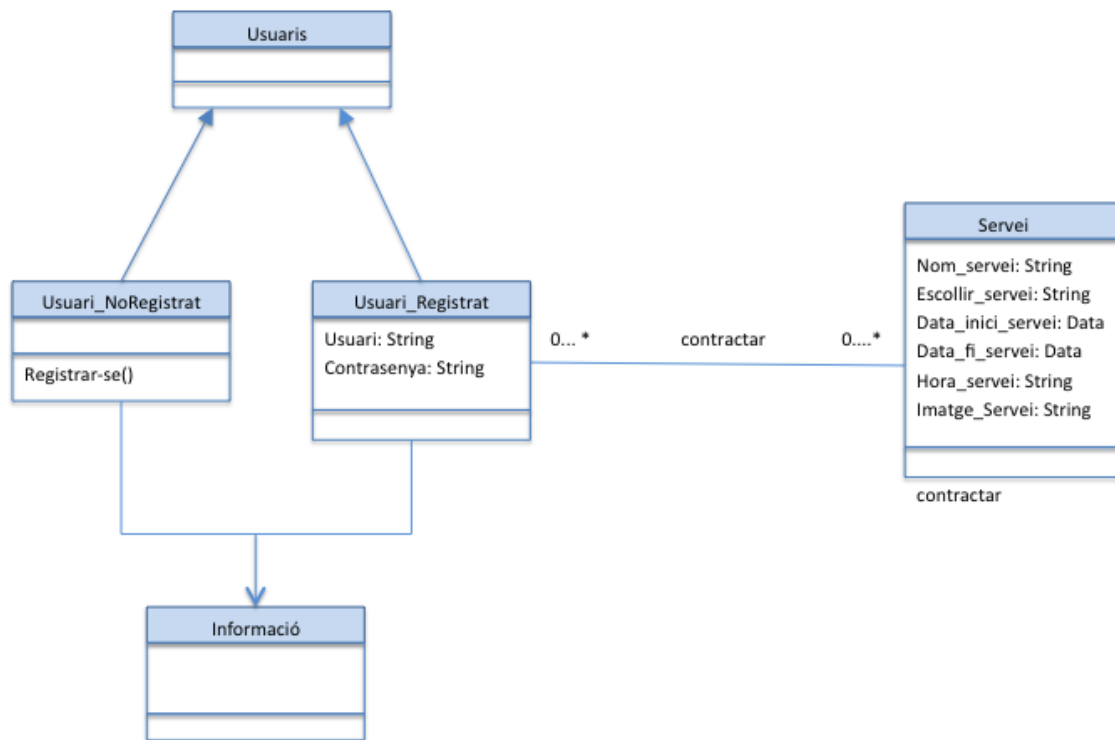 Usuaris
Usuari_NoRegistrat
Registrar-se()
Usuari_Registrat
Usuari: String
Contrasenya: String
0... *
contractar
0....*
Servei
Nom_servei: String
Escollir_servei: String
Data_inici_servei: Data
Data_fi_servei: Data
Hora_servei: String
Imatge_Servei: String
contractar
Informació